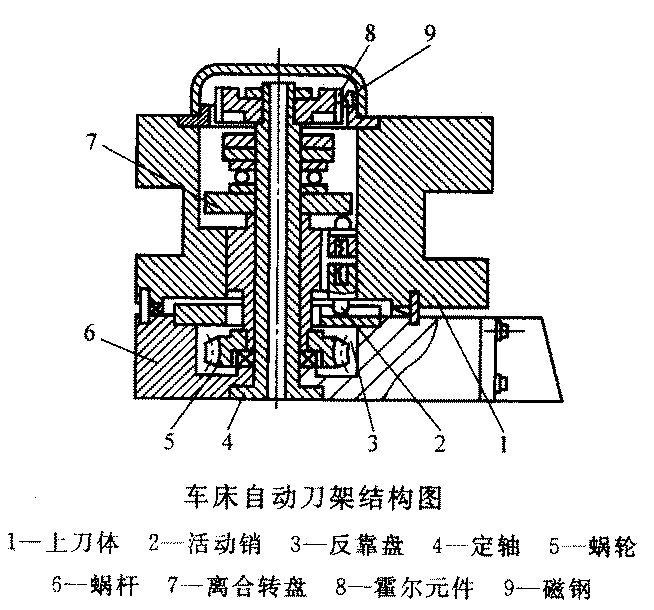 8 9
7
6
5 4 3 2 1
车床自动刀架结构图
1—上刀体 2—活动销 3—反靠盘 4—定轴 5—蜗轮
6—蜗杆 7—离合转盘 8—霍尔元件 9—磁钢